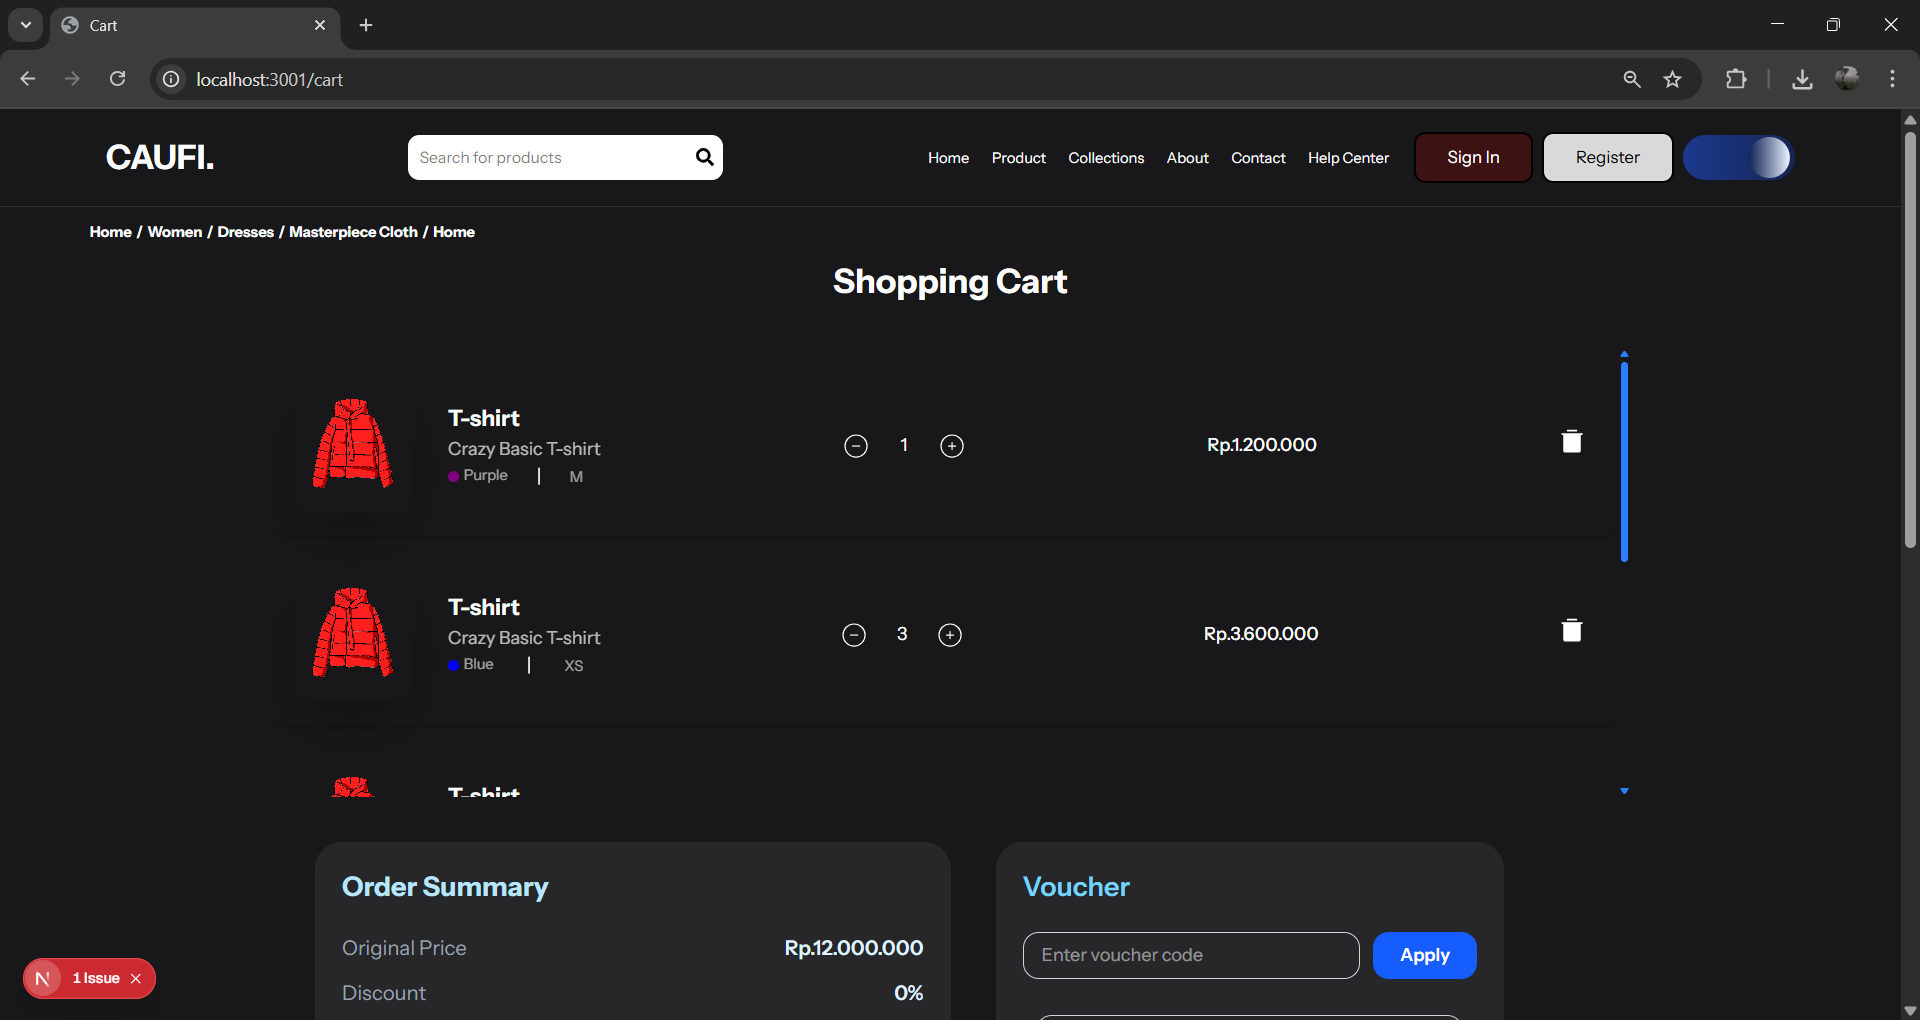 Cart
localhost:3001/cart
CAUFI.
Search for products
Home Product Collections About Contact Help Center Sign In Register
Home / Women / Dresses / Masterpiece Cloth / Home
Shopping Cart
T-shirt
Crazy Basic T-shirt
Purple | M
1
Rp.1.200.000
T-shirt
Crazy Basic T-shirt
Blue | XS
3
Rp.3.600.000
T-shirt
Order Summary
Original Price Rp.12.000.000
Discount 0%
Voucher
Enter voucher code Apply
N 1 Issue